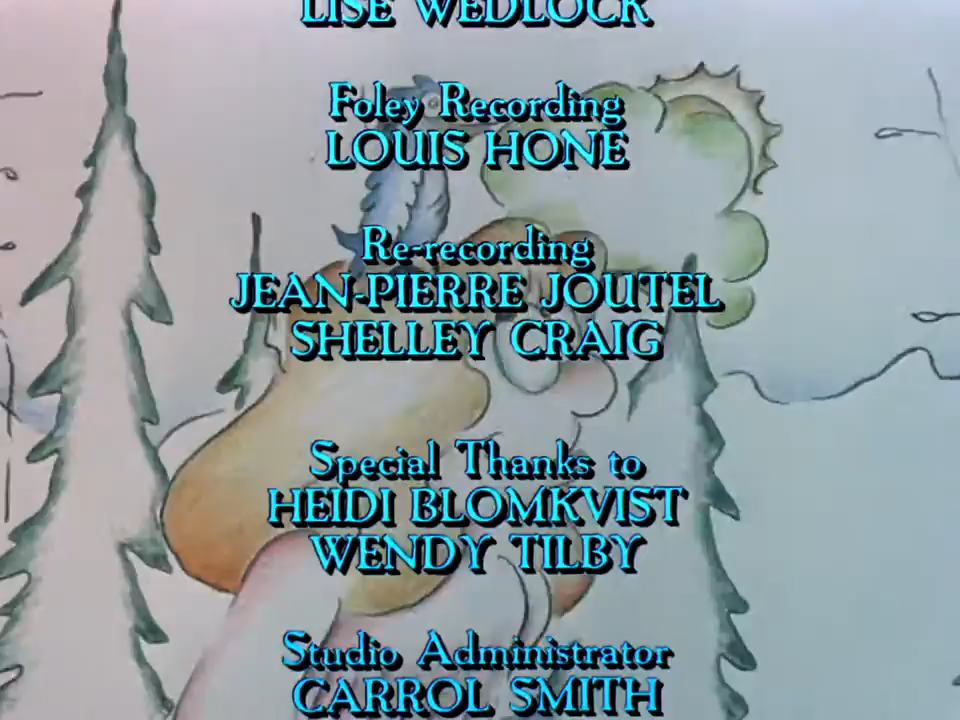 LISE WEDLOCK
Foley Recording
LOUIS HONE
Re-recording
JEAN-PIERRE JOUTEL
SHELLEY CRAIG
Special Thanks to
HEIDI BLOMKVIST
WENDY TILBY
Studio Administrator
CARROL SMITH